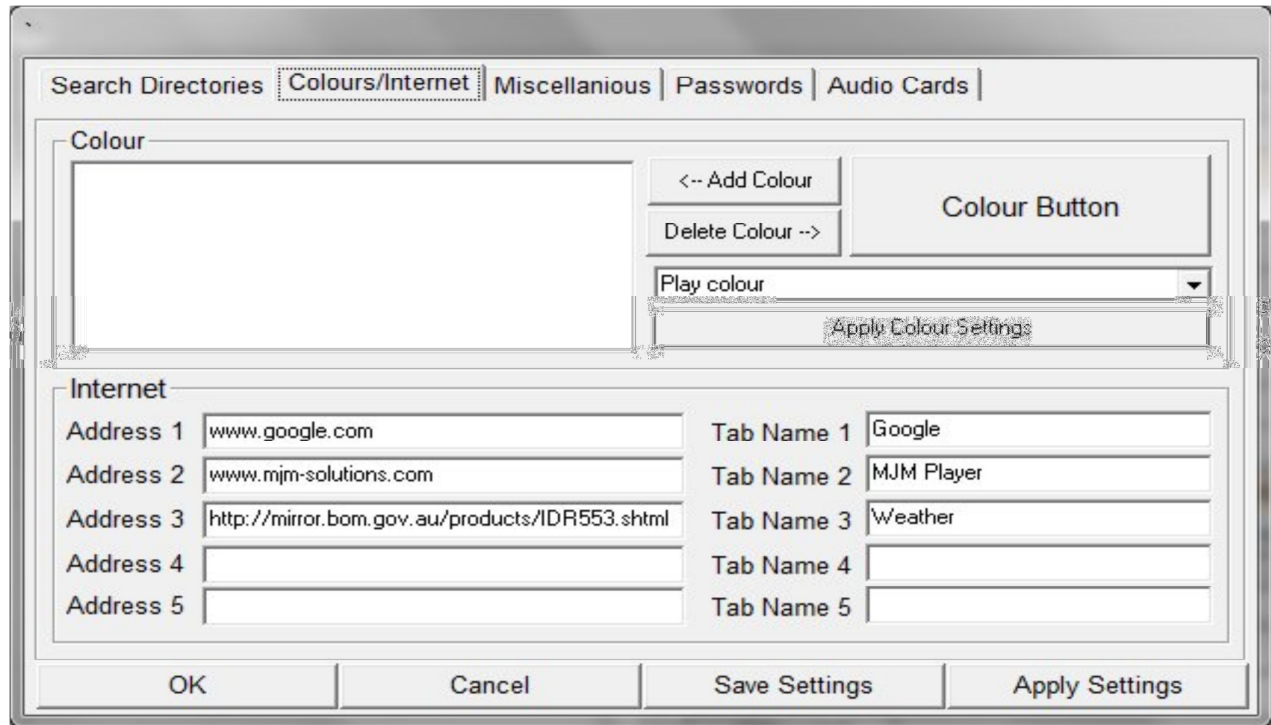 Search Directories Colours/Internet Miscellanious Passwords Audio Cards
Colour
<-- Add Colour
Delete Colour -->
Colour Button
Play colour
Apply Colour Settings
Internet
Address 1 www.google.com Tab Name 1 Google
Address 2 www.mjm-solutions.com Tab Name 2 MJM Player
Address 3 http://mirror.bom.gov.au/products/IDR553.shtml Tab Name 3 Weather
Address 4 Tab Name 4
Address 5 Tab Name 5
OK Cancel Save Settings Apply Settings